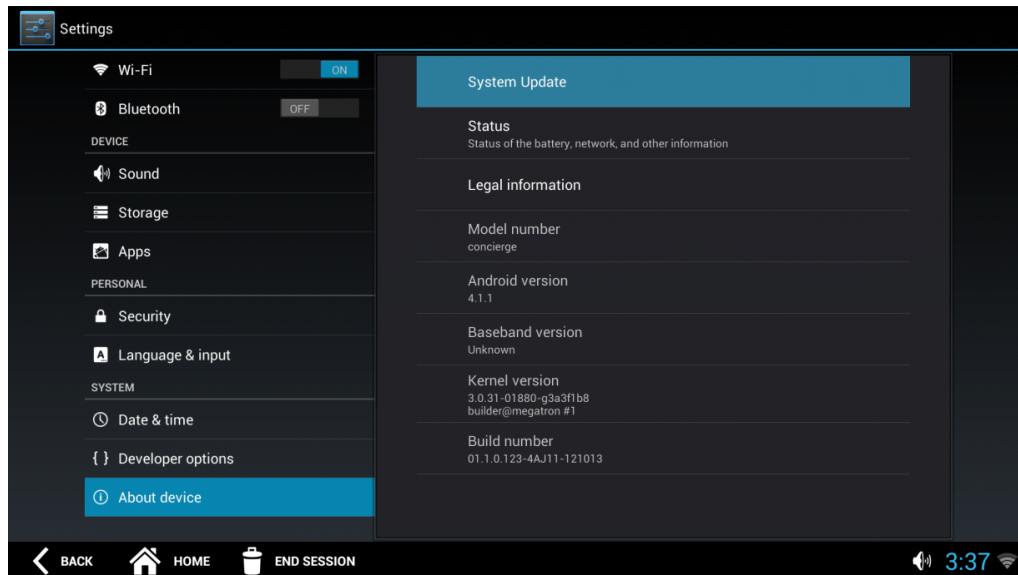 Settings
Wi-Fi
ON
Bluetooth
OFF
DEVICE
Sound
Storage
Apps
PERSONAL
Security
Language & input
SYSTEM
Date & time
Developer options
About device
System Update
Status
Status of the battery, network, and other information
Legal information
Model number
concierge
Android version
4.1.1
Baseband version
Unknown
Kernel version
3.0.31-01880-g3a3f1b8
builder@megatron #1
Build number
01.1.0.123-4AJ11-121013
BACK
HOME
END SESSION
3:37